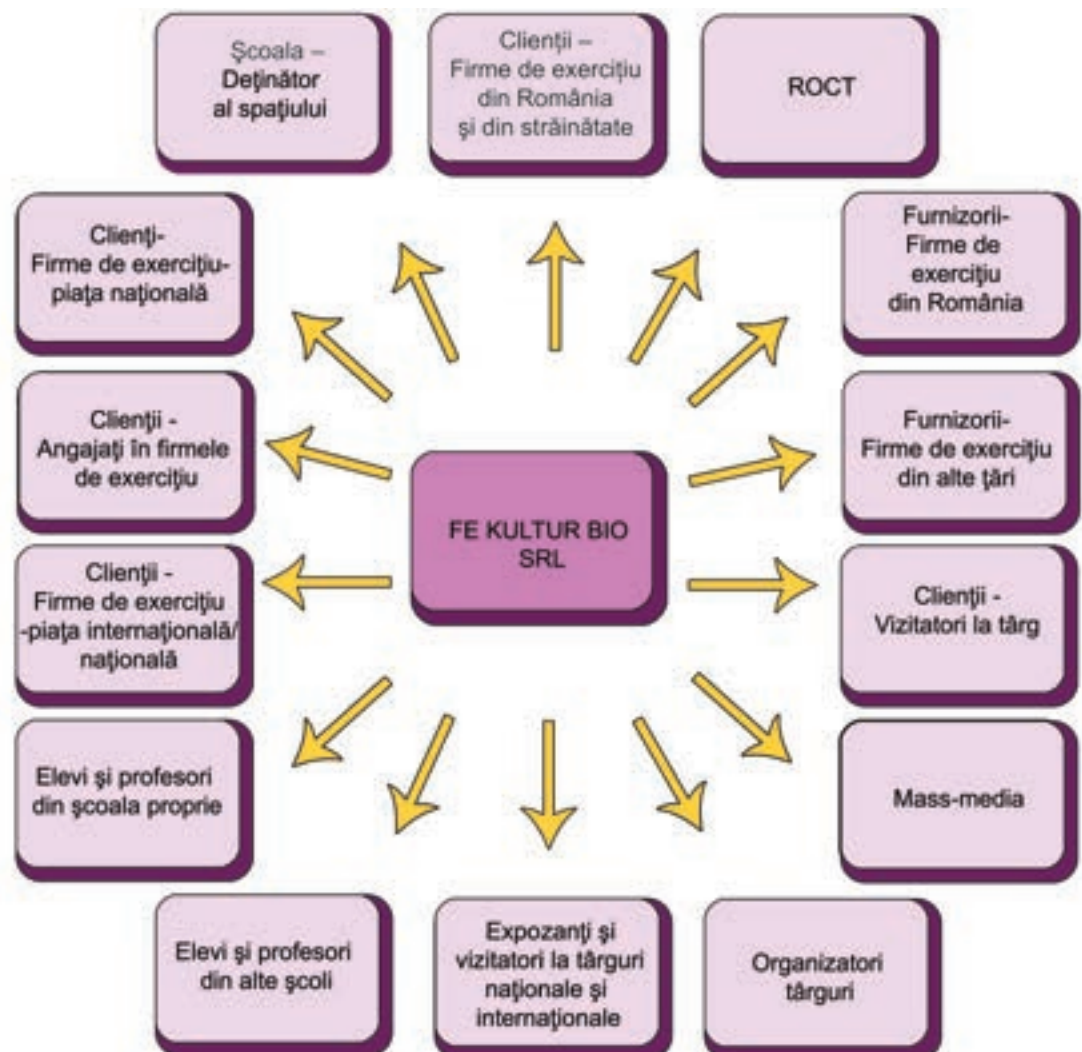 Școala –
Deţinător
al spaţiului
Clienții –
Firme de exercițiu
din România
şi din străinătate
ROCT
Clienţi-
Firme de exerciţiu-
piaţa naţională
Furnizorii-
Firme de
exerciţiu
din România
Clienţii -
Angajaţi în firmele
de exerciţiu
Furnizorii-
Firme de exerciţiu
din alte ţări
FE KULTUR BIO
SRL
Clienţii -
Firme de exerciţiu
-piaţa internaţională/
naţională
Clienţii -
Vizitatori la târg
Elevi şi profesori
din şcoala proprie
Mass-media
Elevi şi profesori
din alte şcoli
Expozanţi şi
vizitatori la târguri
naţionale şi
internaţionale
Organizatori
târguri